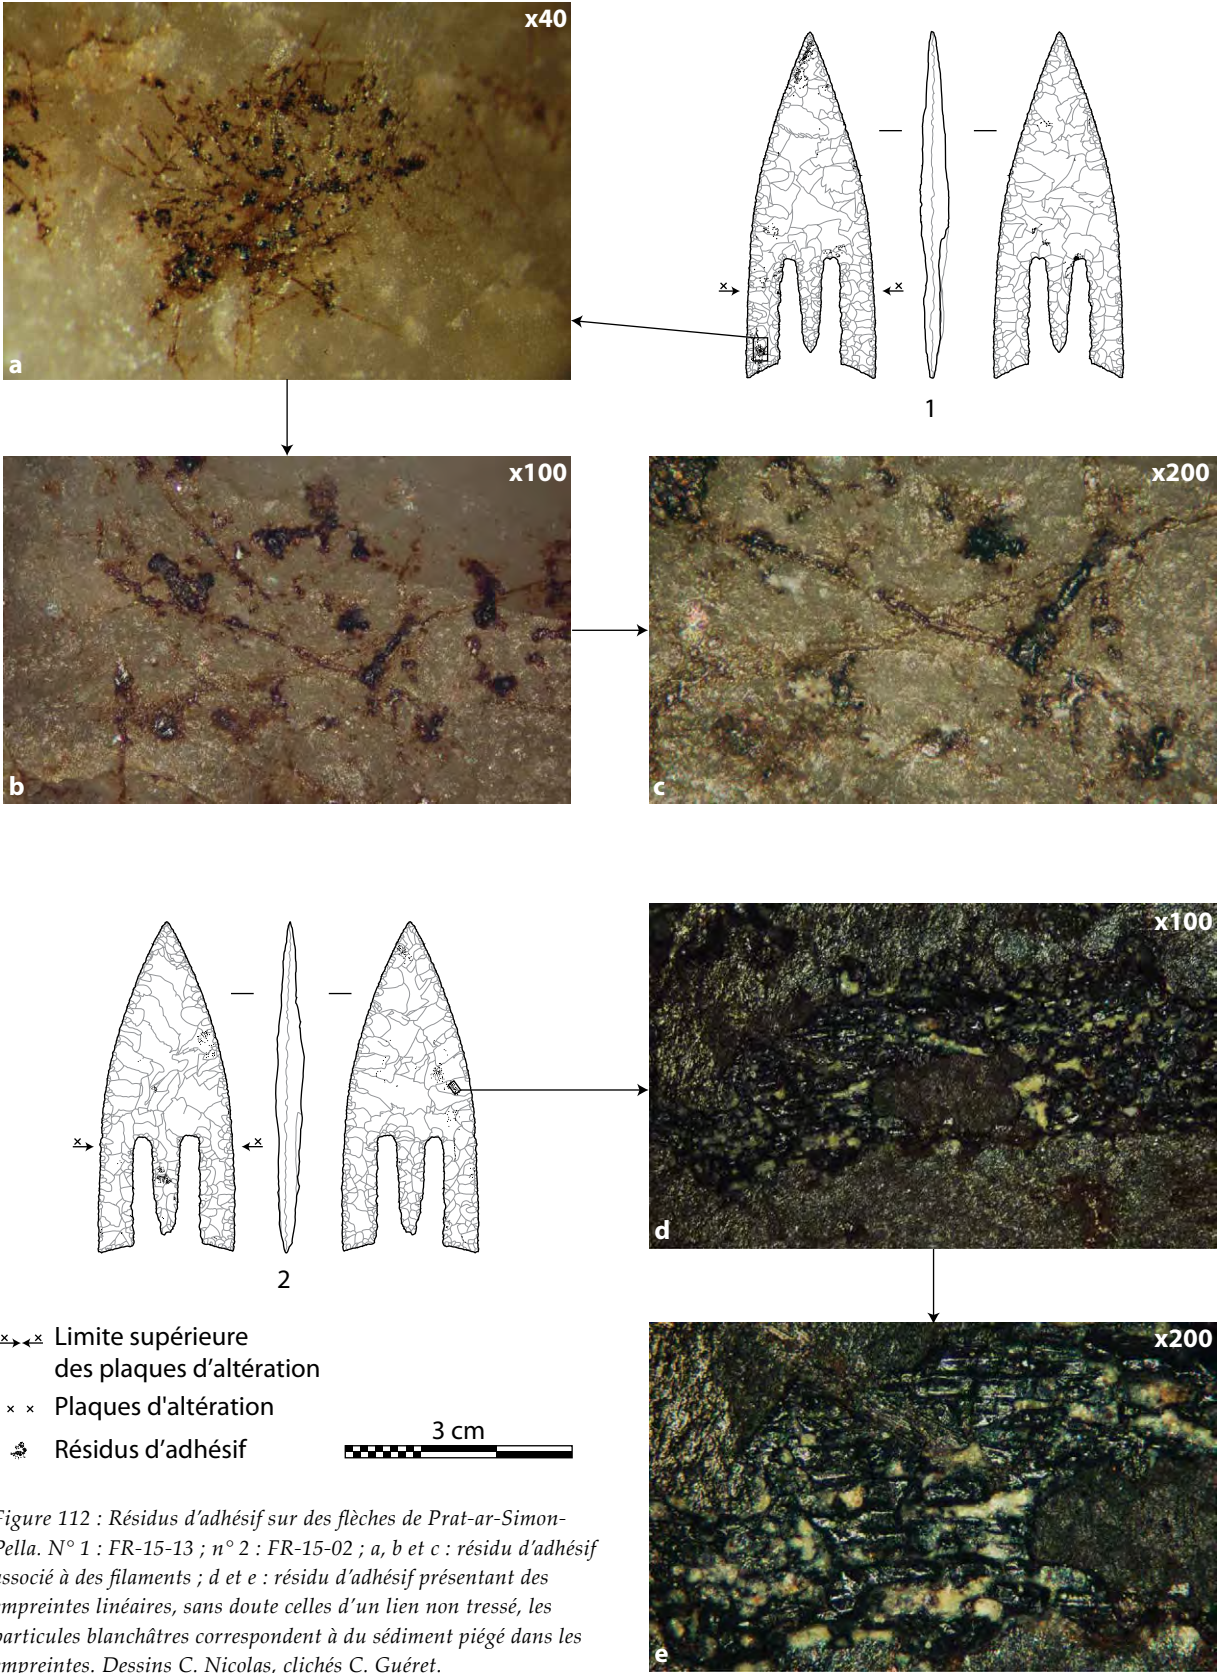 x40
a
1
x100
b
x200
c
2
x100
d
x200
e
Limite supérieure
des plaques d'altération
Plaques d'altération
Résidus d'adhésif
3 cm
Figure 112 : Résidus d'adhésif sur des flèches de Prat-ar-Simon-
Pella. N° 1 : FR-15-13 ; n° 2 : FR-15-02 ; a, b et c : résidu d'adhésif
associé à des filaments ; d et e : résidu d'adhésif présentant des
empreintes linéaires, sans doute celles d'un lien non tressé, les
particules blanchâtres correspondent à du sédiment piégé dans les
empreintes. Dessins C. Nicolas, clichés C. Guéret.